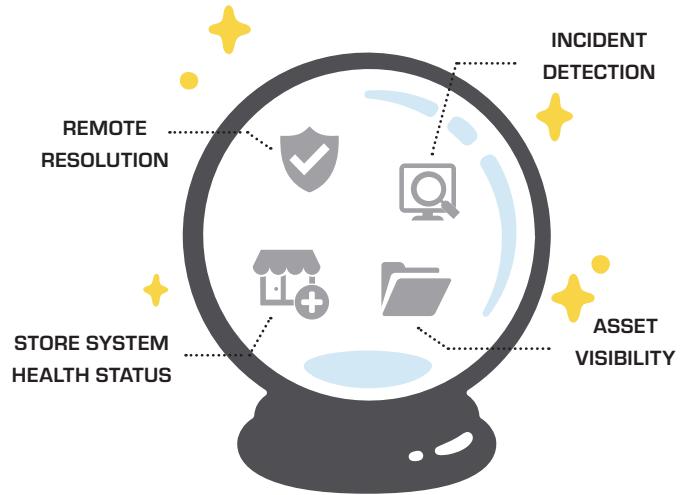 INCIDENT
DETECTION
REMOTE
RESOLUTION
STORE SYSTEM
HEALTH STATUS
ASSET
VISIBILITY